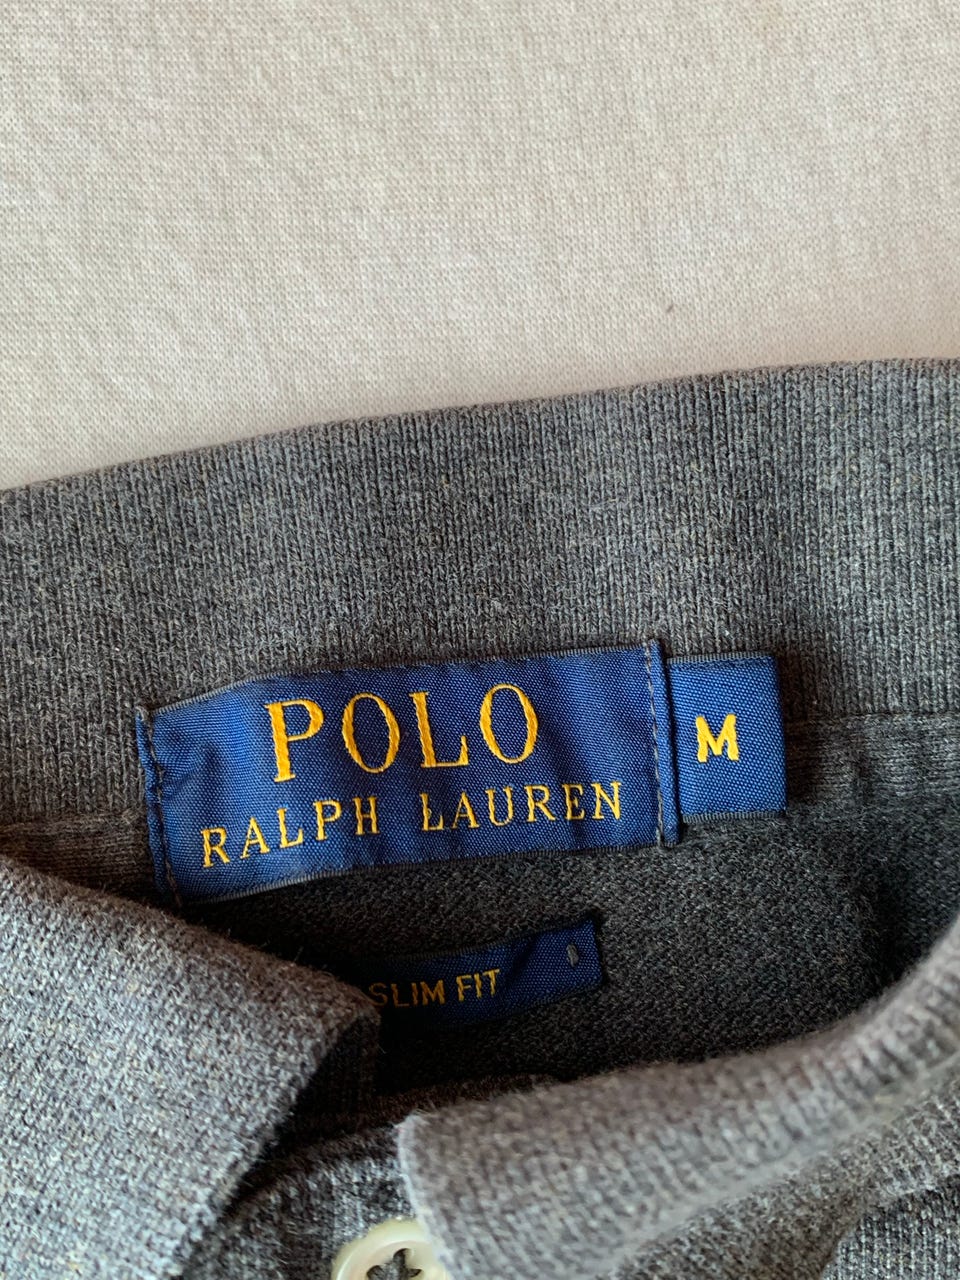 POLO
RALPH LAUREN
M
SLIM FIT